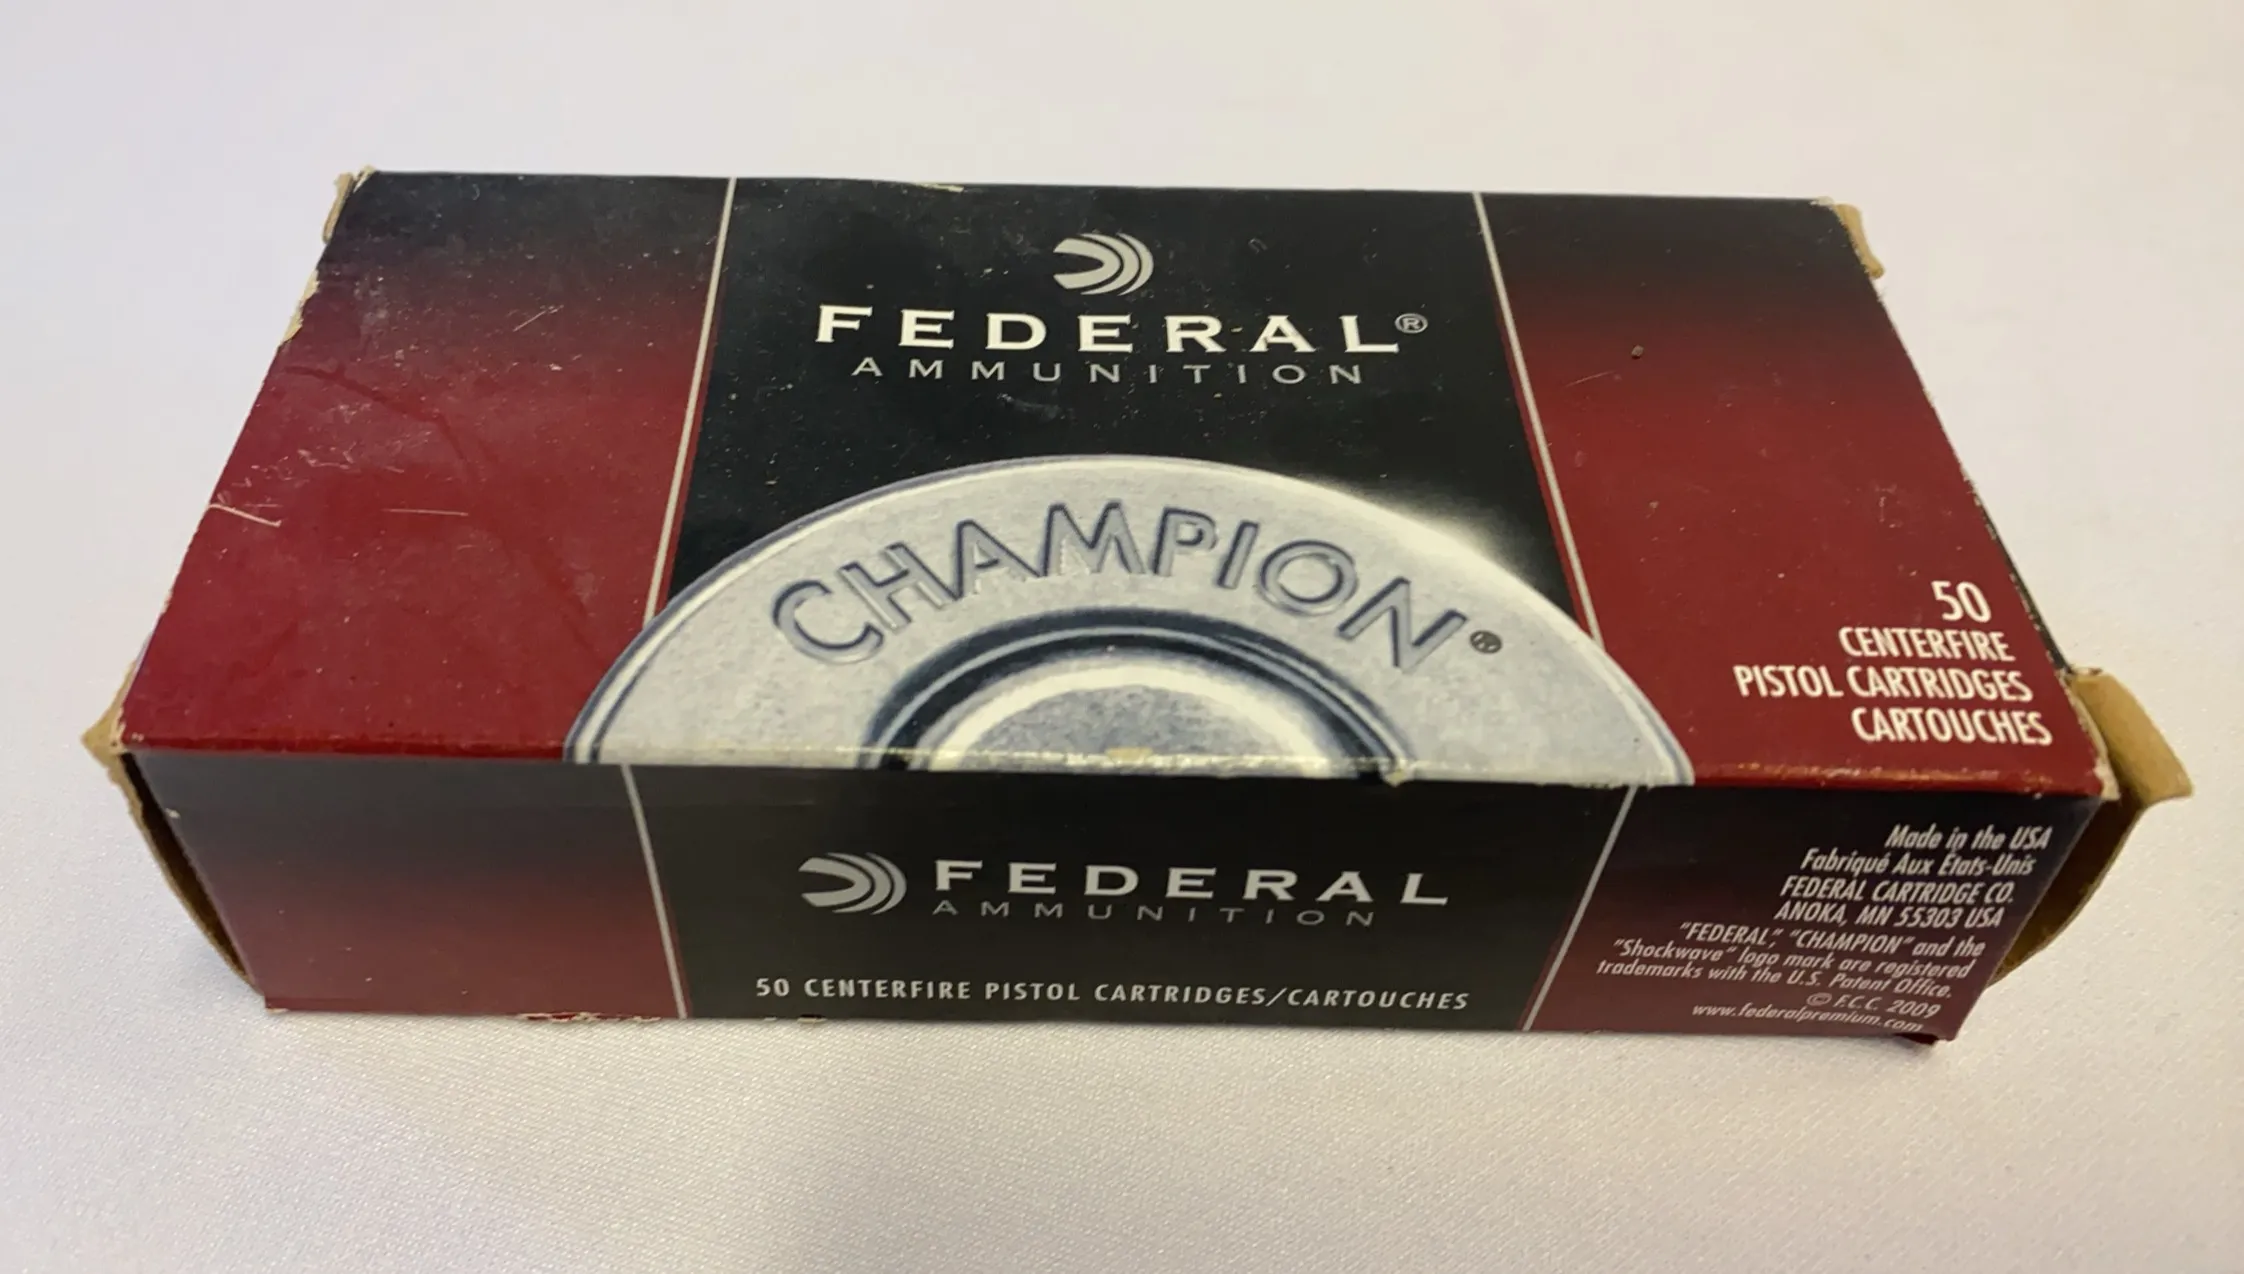 FEDERAL®
AMMUNITION
CHAMPION®
50
CENTERFIRE
PISTOL CARTRIDGES
CARTOUCHES
FEDERAL
AMMUNITION
50 CENTERFIRE PISTOL CARTRIDGES/CARTOUCHES
Made in the USA
Fabriqué Aux États-Unis
FEDERAL CARTRIDGE CO.
ANOKA, MN 55303 USA
"FEDERAL", "CHAMPION" and the
"Shockwave" logo mark are registered
trademarks with the U.S. Patent Office.
© F.C.C. 2009
www.federalpremium.com